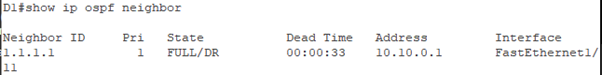 D1#show ip ospf neighbor
Neighbor ID Pri State Dead Time Address Interface
1.1.1.1 1 FULL/DR 00:00:33 10.10.0.1 FastEthernet1/
11